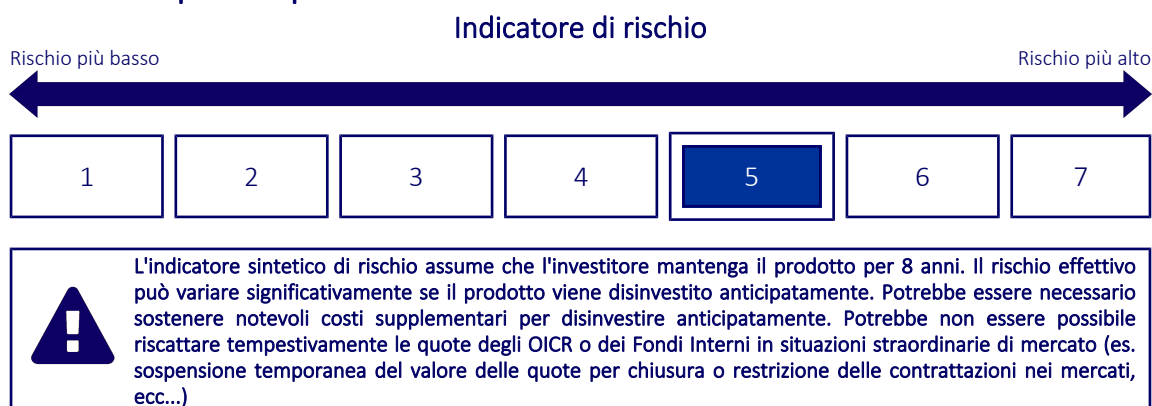 Indicatore di rischio
Rischio più basso
Rischio più alto
1 2 3 4 5 6 7
L'indicatore sintetico di rischio assume che l'investitore mantenga il prodotto per 8 anni. Il rischio effettivo
può variare significativamente se il prodotto viene disinvestito anticipatamente. Potrebbe essere necessario
sostenere notevoli costi supplementari per disinvestire anticipatamente. Potrebbe non essere possibile
riscattare tempestivamente le quote degli OICR o dei Fondi Interni in situazioni straordinarie di mercato (es.
sospensione temporanea del valore delle quote per chiusura o restrizione delle contrattazioni nei mercati,
ecc...)